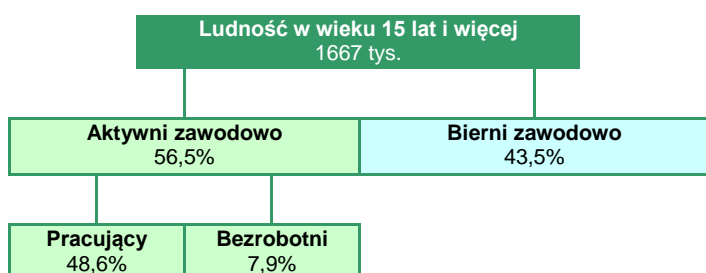 Ludność w wieku 15 lat i więcej
1667 tys.
Aktywni zawodowo
56,5%
Bierni zawodowo
43,5%
Pracujący
48,6%
Bezrobotni
7,9%